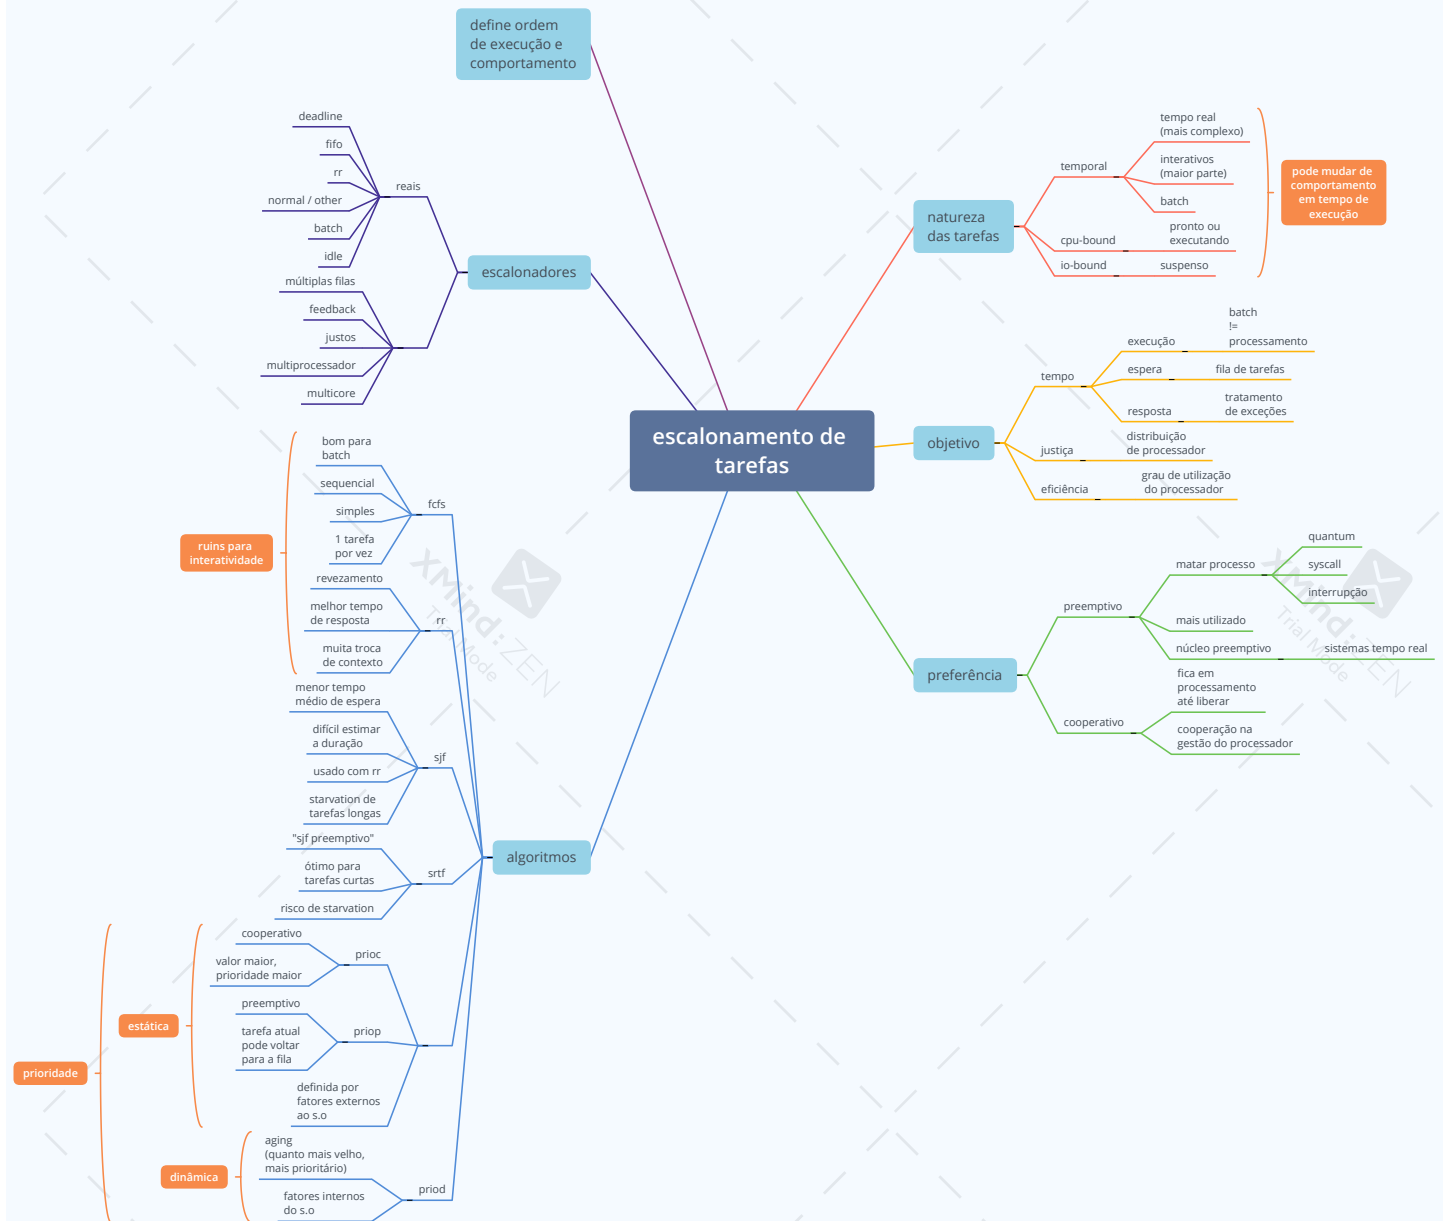 define ordem
de execução e
comportamento
escalonamento de
tarefas
natureza
das tarefas
temporal
tempo real
(mais complexo)
interativos
(maior parte)
batch
cpu-bound
pronto ou
executando
io-bound
suspenso
pode mudar de
comportamento
em tempo de
execução
objetivo
tempo
execução
batch
!=
processamento
espera
fila de tarefas
resposta
tratamento
de exceções
justiça
distribuição
de processador
eficiência
grau de utilização
do processador
preferência
preemptivo
matar processo
quantum
syscall
interrupção
mais utilizado
núcleo preemptivo
sistemas tempo real
cooperativo
fica em
processamento
até liberar
cooperação na
gestão do processador
escalonadores
reais
deadline
fifo
rr
normal / other
batch
idle
múltiplas filas
feedback
justos
multiprocessador
multicore
algoritmos
ruins para
interatividade
fcfs
bom para
batch
sequencial
simples
1 tarefa
por vez
rr
revezamento
melhor tempo
de resposta
muita troca
de contexto
sjf
menor tempo
médio de espera
difícil estimar
a duração
usado com rr
starvation de
tarefas longas
srtf
"sjf preemptivo"
ótimo para
tarefas curtas
risco de starvation
prioridade
estática
prioc
cooperativo
valor maior,
prioridade maior
priop
preemptivo
tarefa atual
pode voltar
para a fila
definida por
fatores externos
ao s.o
dinâmica
priod
aging
(quanto mais velho,
mais prioritário)
fatores internos
do s.o
XMind:ZEN
Trial Mode
XMind:ZEN
Trial Mode